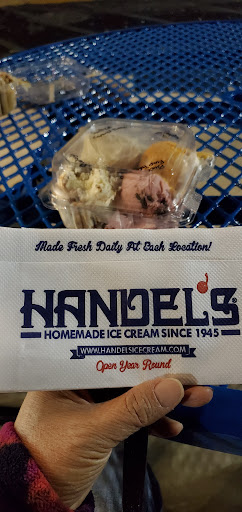 Made Fresh Daily At Each Location!
HANDEL'S®
HOMEMADE ICE CREAM SINCE 1945
WWW.HANDELSICECREAM.COM
Open Year Round